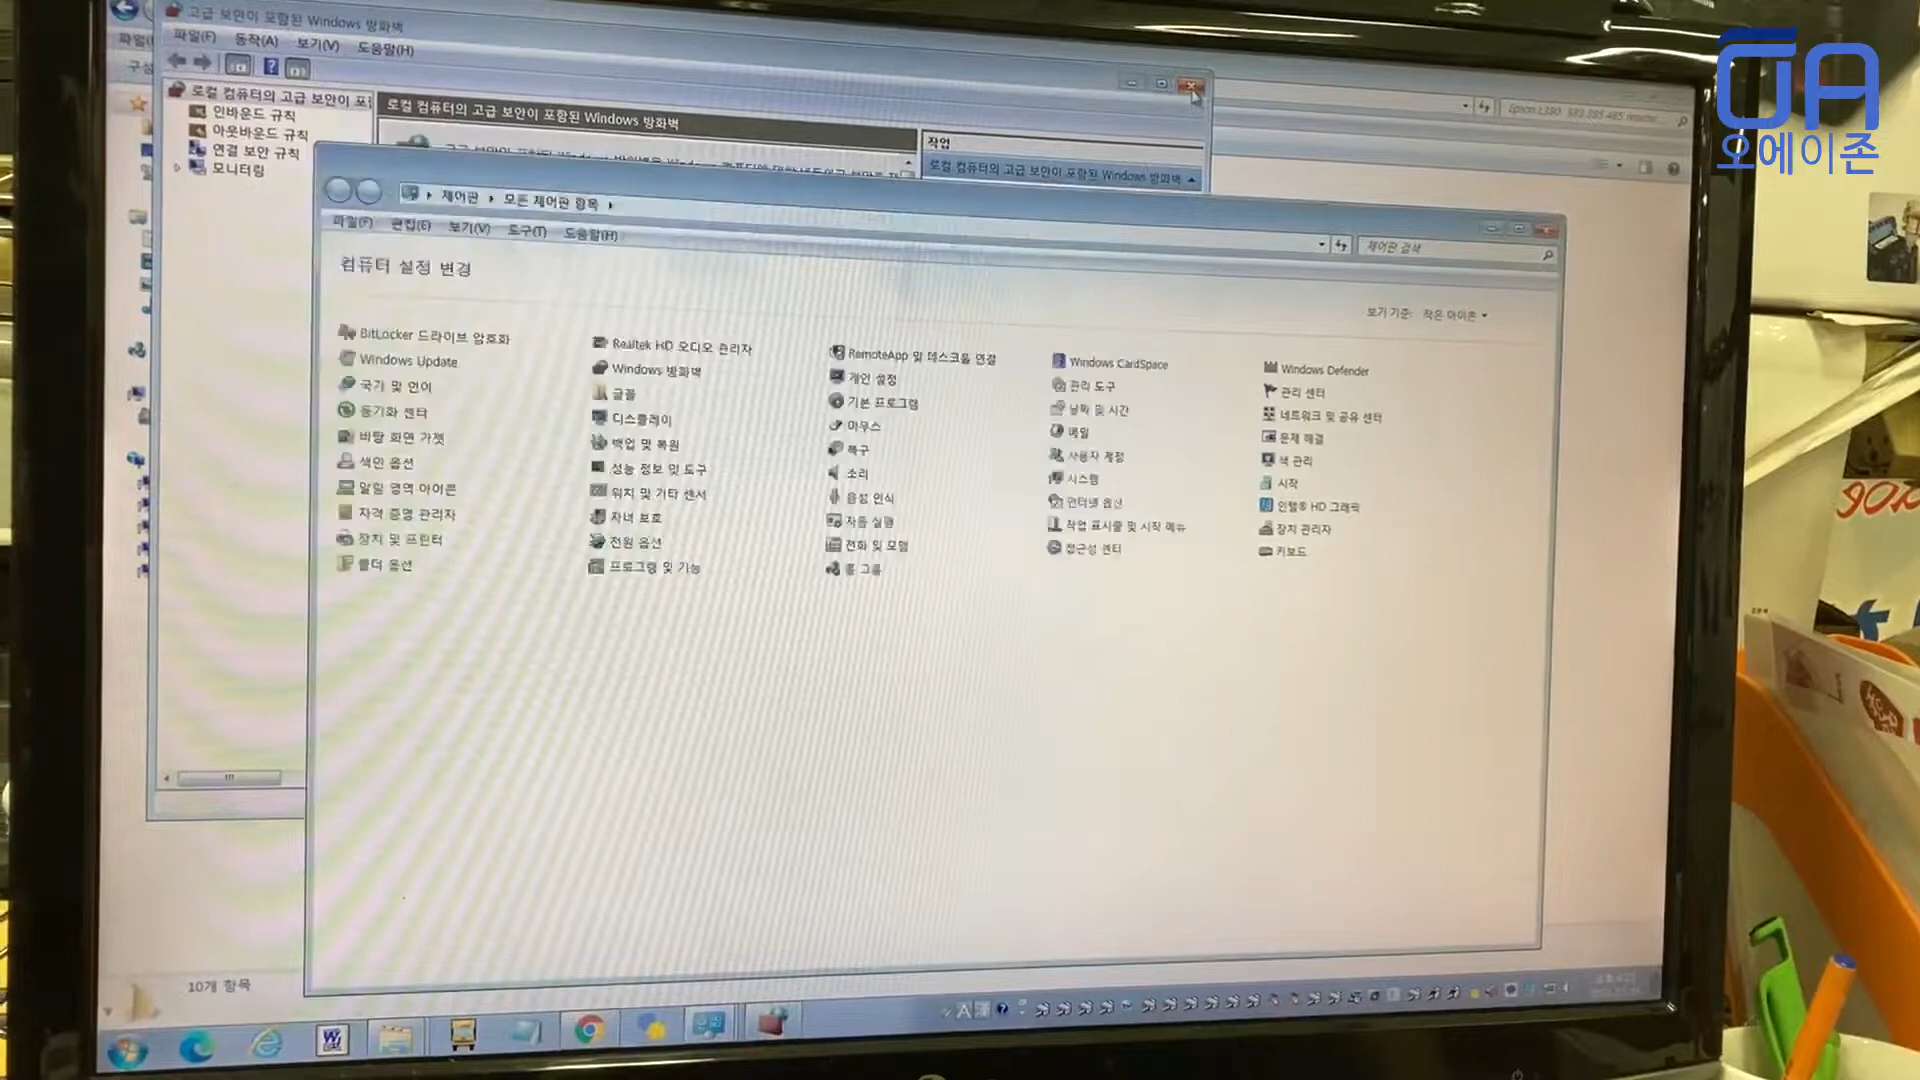 고급 보안이 포함된 Windows 방화벽
파일(F) 동작(A) 보기(V) 도움말(H)
로컬 컴퓨터의 고급 보안이 포
인바운드 규칙
아웃바운드 규칙
연결 보안 규칙
모니터링
로컬 컴퓨터의 고급 보안이 포함된 Windows 방화벽
작업
로컬 컴퓨터의 고급 보안이 포함된 Windows 방화벽
오에이존
제어판 모든 제어판 항목
제어판 검색
파일(F) 편집(E) 보기(V) 도구(T) 도움말(H)
컴퓨터 설정 변경
보기 기준: 작은 아이콘
BitLocker 드라이브 암호화
Windows Update
국가 및 언어
동기화 센터
바탕 화면 가젯
색인 옵션
알림 영역 아이콘
자격 증명 관리자
장치 및 프린터
폴더 옵션
Realtek HD 오디오 관리자
Windows 방화벽
글꼴
디스플레이
백업 및 복원
성능 정보 및 도구
위치 및 기타 센서
자녀 보호
전원 옵션
프로그램 및 기능
RemoteApp 및 데스크톱 연결
개인 설정
기본 프로그램
마우스
복구
소리
음성 인식
자동 실행
전화 및 모뎀
홈 그룹
Windows CardSpace
관리 도구
날짜 및 시간
메일
사용자 계정
시스템
인터넷 옵션
작업 표시줄 및 시작 메뉴
접근성 센터
Windows Defender
관리 센터
네트워크 및 공유 센터
문제 해결
색 관리
시작
인텔® HD 그래픽
장치 관리자
키보드
10개 항목